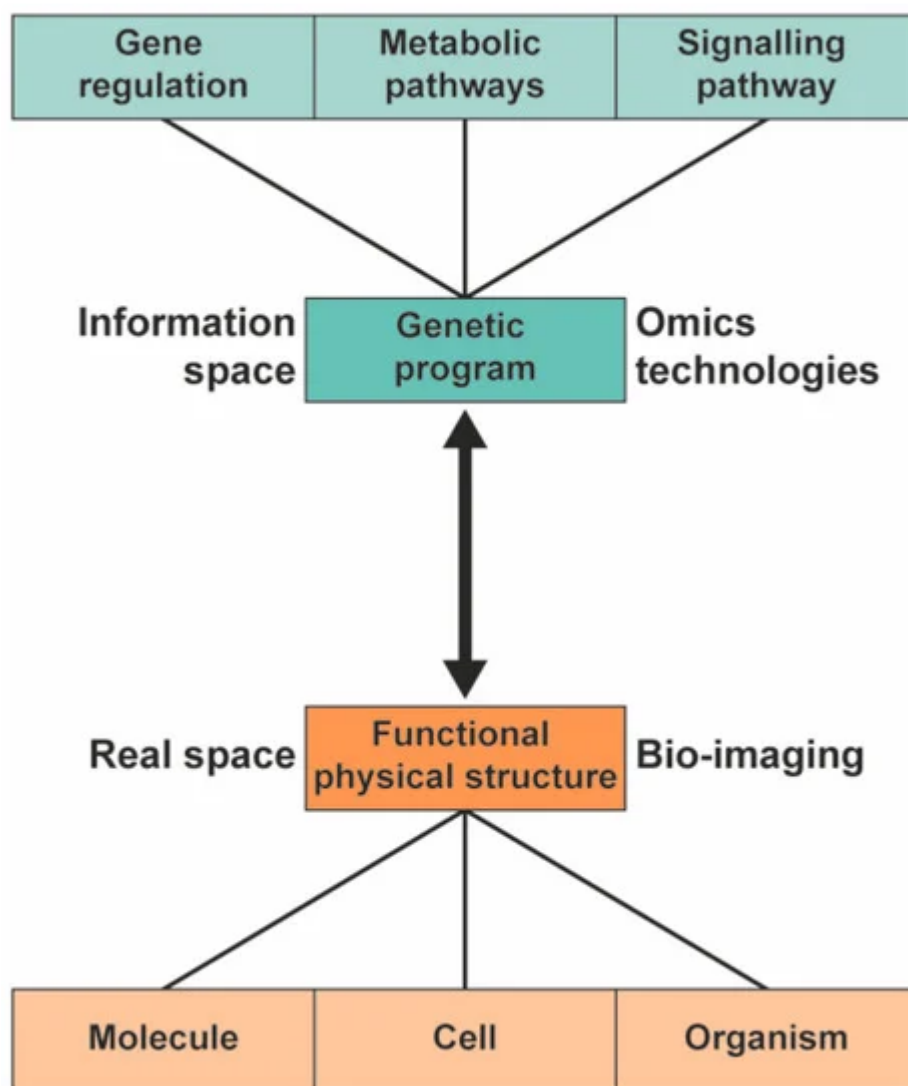 Gene
regulation
Metabolic
pathways
Signalling
pathway
Information
space
Genetic
program
Omics
technologies
Real space
Functional
physical structure
Bio-imaging
Molecule
Cell
Organism